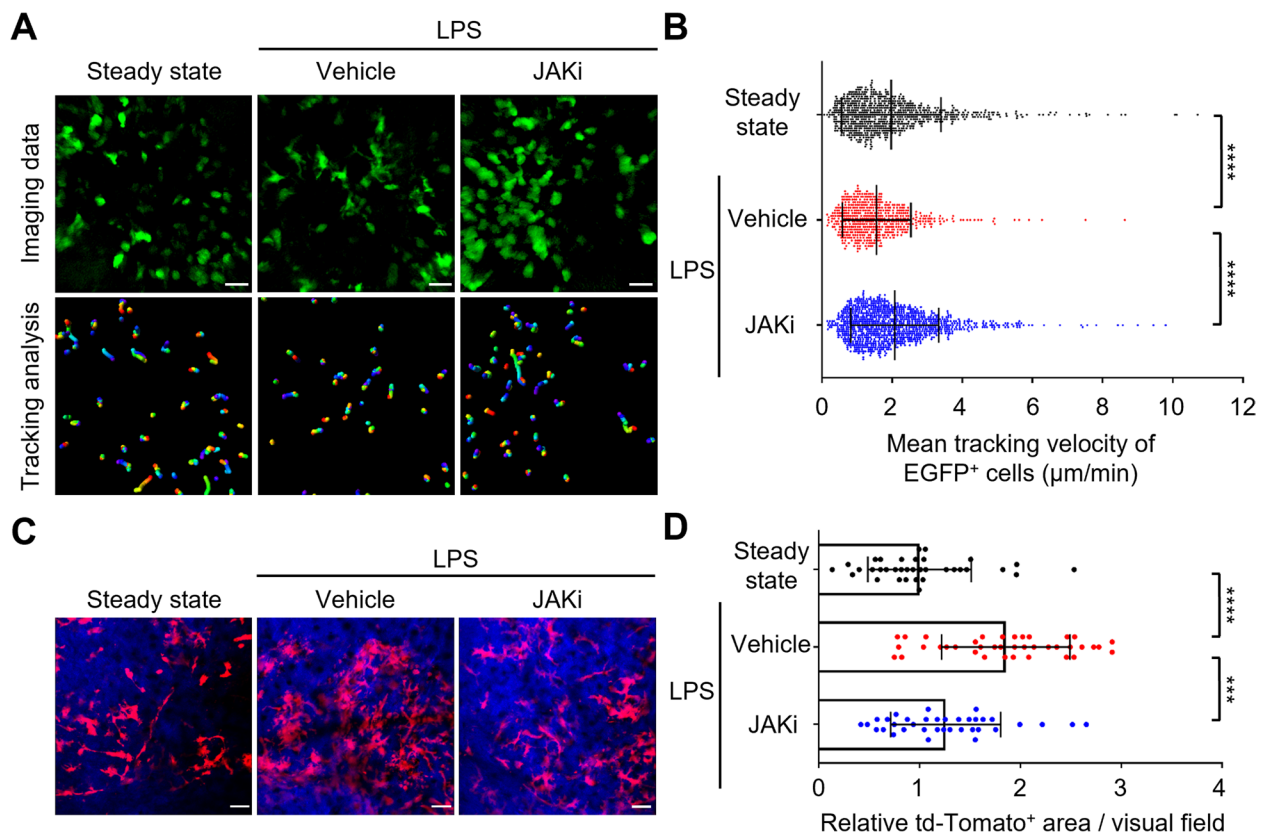 A
LPS
Steady state
Vehicle
JAKi
Imaging data
Tracking analysis
B
Steady
state
Vehicle
LPS
JAKi
****
****
0 2 4 6 8 10 12
Mean tracking velocity of
EGFP⁺ cells (µm/min)
C
LPS
Steady state
Vehicle
JAKi
D
Steady
state
Vehicle
LPS
JAKi
****
***
0 1 2 3 4
Relative td-Tomato⁺ area / visual field